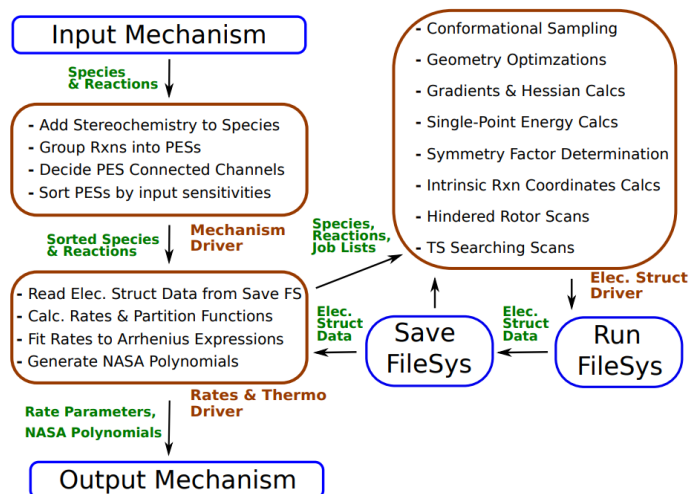 Input Mechanism
Species
& Reactions
- Add Stereochemistry to Species
- Group Rxns into PESs
- Decide PES Connected Channels
- Sort PESs by input sensitivities
Mechanism
Driver
Sorted Species
& Reactions
- Read Elec. Struct Data from Save FS
- Calc. Rates & Partition Functions
- Fit Rates to Arrhenius Expressions
- Generate NASA Polynomials
Rates & Thermo
Driver
Rate Parameters,
NASA Polynomials
Output Mechanism
Species,
Reactions,
Job Lists
- Conformational Sampling
- Geometry Optimzations
- Gradients & Hessian Calcs
- Single-Point Energy Calcs
- Symmetry Factor Determination
- Intrinsic Rxn Coordinates Calcs
- Hindered Rotor Scans
- TS Searching Scans
Elec. Struct
Driver
Run
FileSys
Elec.
Struct
Data
Save
FileSys
Elec.
Struct
Data